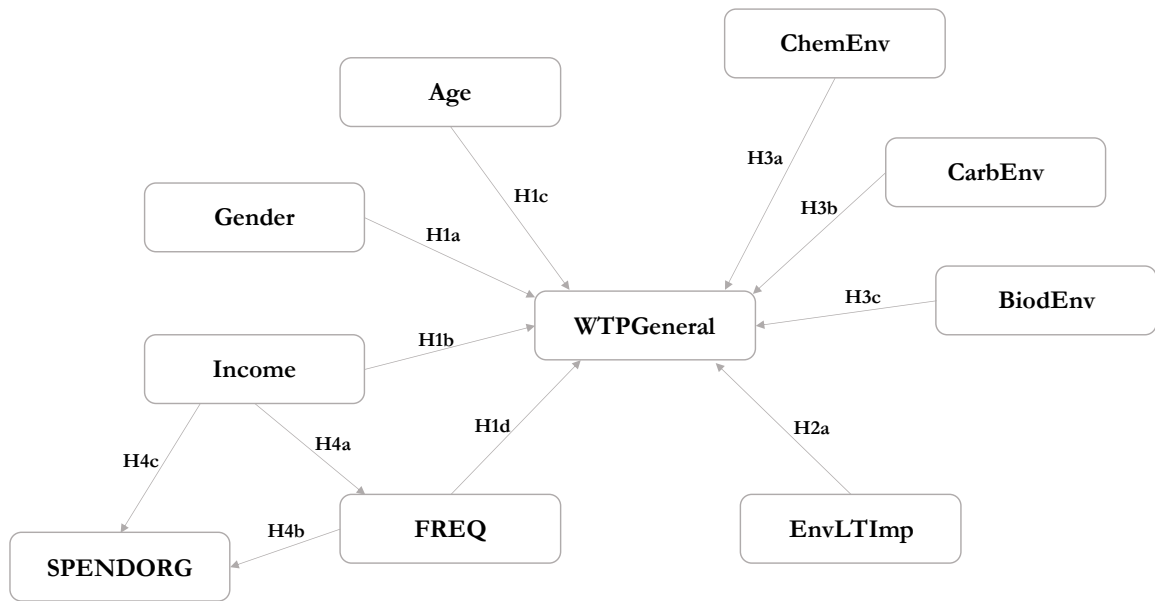 ChemEnv
Age
H3a
CarbEnv
H1c
Gender
H3b
H1a
BiodEnv
H3c
WTPGeneral
H1b
Income
H2a
H1d
H4a
H4c
FREQ
EnvLTImp
H4b
SPENDORG